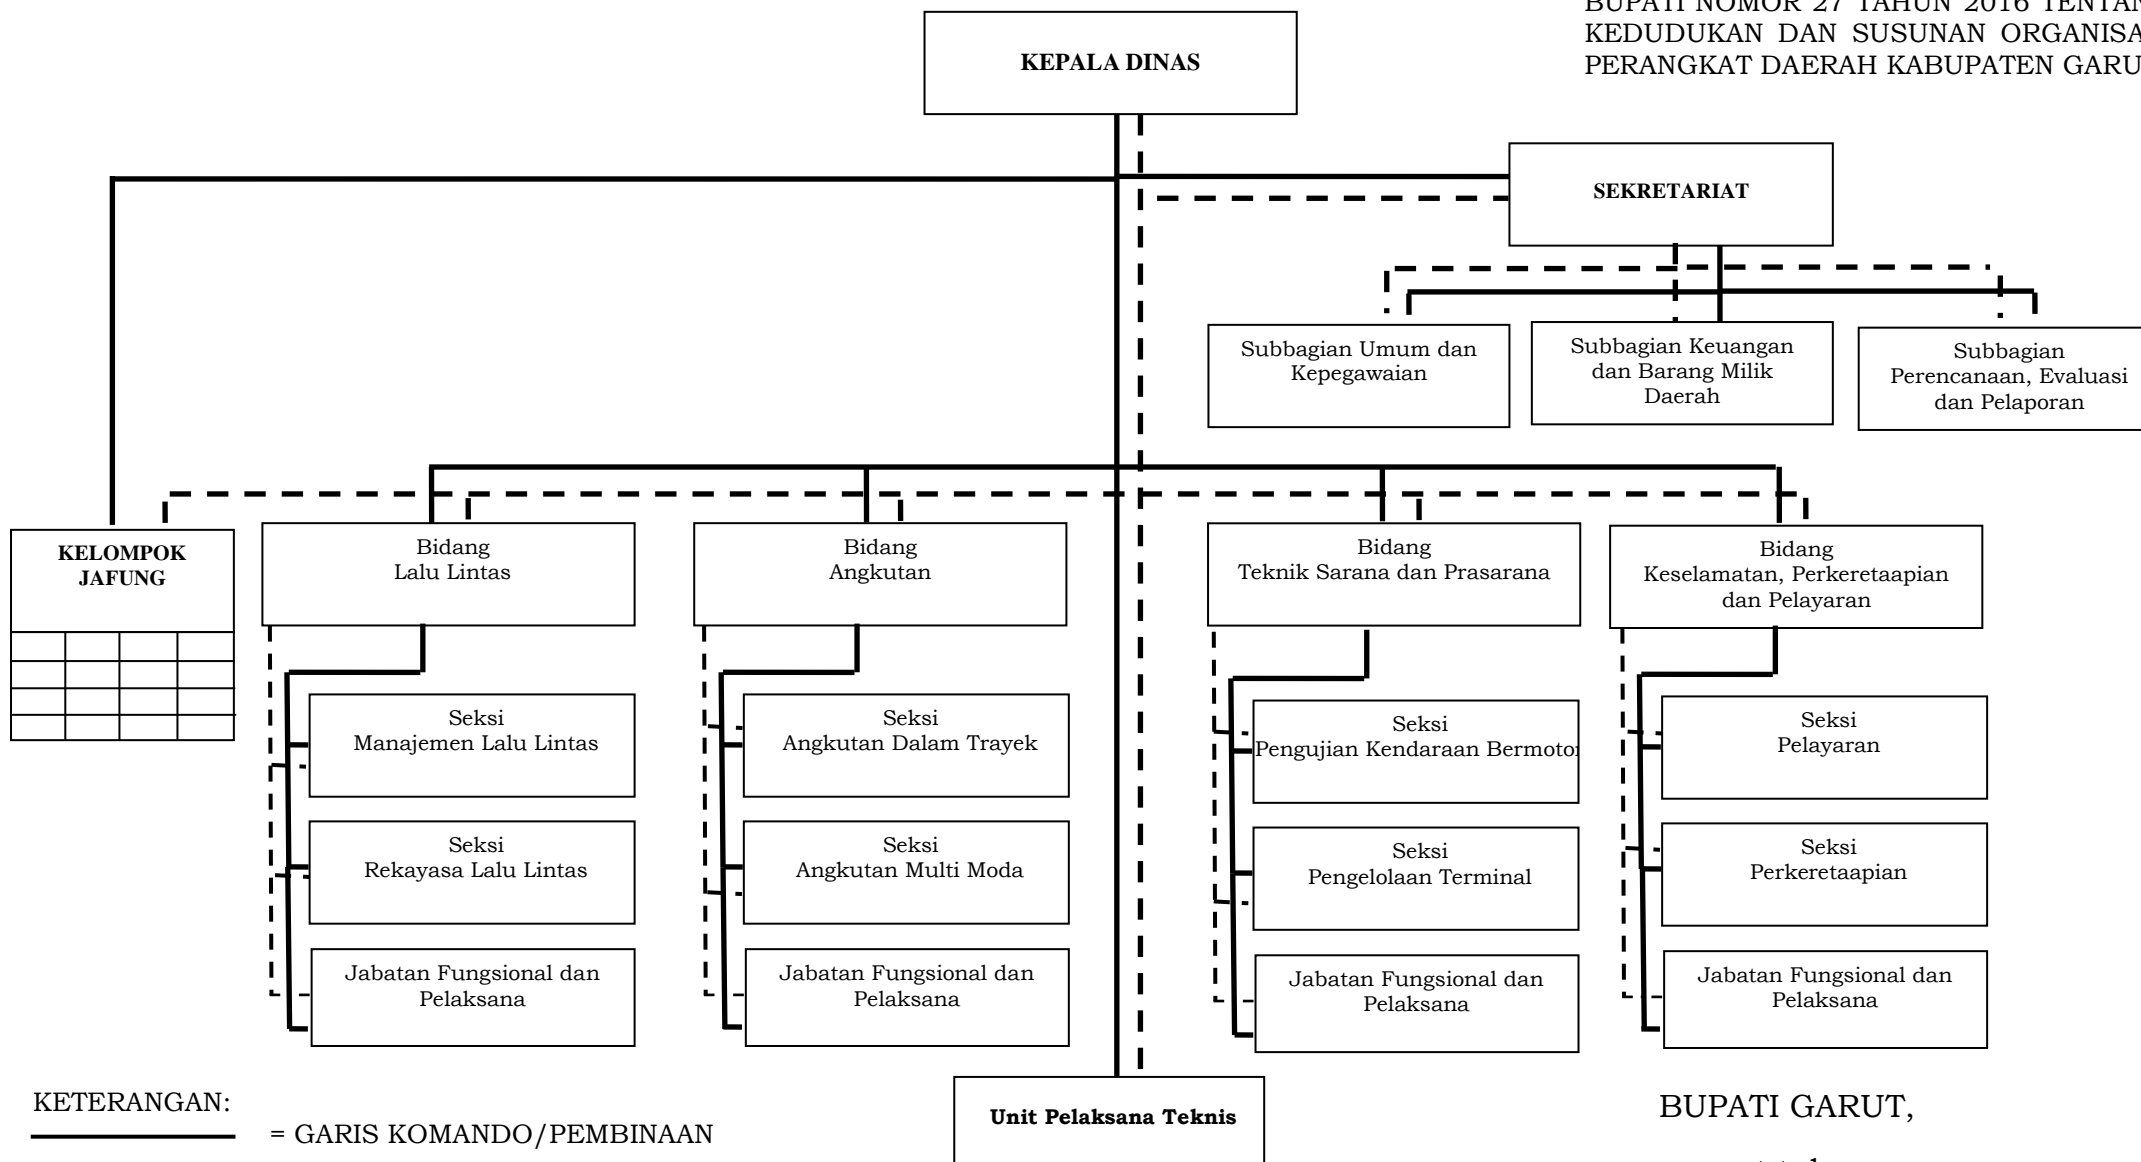 BUPATI NOMOR 27 TAHUN 2016 TENTAN
KEDUDUKAN DAN SUSUNAN ORGANISA
PERANGKAT DAERAH KABUPATEN GARU
KEPALA DINAS
SEKRETARIAT
Subbagian Umum dan
Kepegawaian
Subbagian Keuangan
dan Barang Milik
Daerah
Subbagian
Perencanaan, Evaluasi
dan Pelaporan
KELOMPOK
JAFUNG
Bidang
Lalu Lintas
Bidang
Angkutan
Bidang
Teknik Sarana dan Prasarana
Bidang
Keselamatan, Perkeretaapian
dan Pelayaran
Seksi
Manajemen Lalu Lintas
Seksi
Angkutan Dalam Trayek
Seksi
Pengujian Kendaraan Bermotor
Seksi
Pelayaran
Seksi
Rekayasa Lalu Lintas
Seksi
Angkutan Multi Moda
Seksi
Pengelolaan Terminal
Seksi
Perkeretaapian
Jabatan Fungsional dan
Pelaksana
Jabatan Fungsional dan
Pelaksana
Jabatan Fungsional dan
Pelaksana
Jabatan Fungsional dan
Pelaksana
KETERANGAN:
= GARIS KOMANDO/PEMBINAAN
Unit Pelaksana Teknis
BUPATI GARUT,